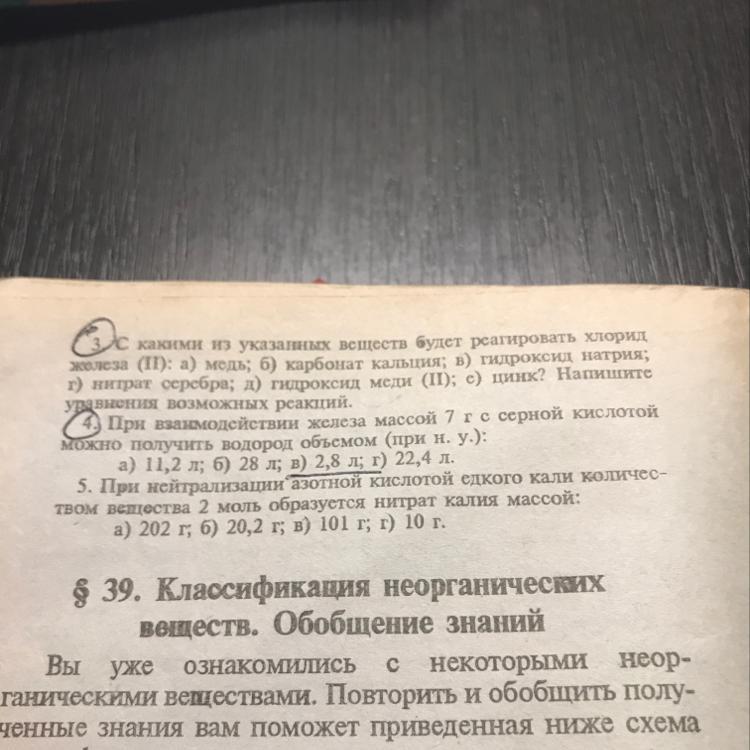 3. С какими из указанных веществ будет реагировать хлорид
железа (II): а) медь; б) карбонат кальция; в) гидроксид натрия;
г) нитрат серебра; д) гидроксид меди (II); е) цинк? Напишите
уравнения возможных реакций.
4. При взаимодействии железа массой 7 г с серной кислотой
можно получить водород объемом (при н. у.):
а) 11,2 л; б) 28 л; в) 2,8 л; г) 22,4 л.
5. При нейтрализации азотной кислотой едкого кали количес-
твом вещества 2 моль образуется нитрат калия массой:
а) 202 г; б) 20,2 г; в) 101 г; г) 10 г.
§ 39. Классификация неорганических
веществ. Обобщение знаний
Вы уже ознакомились с некоторыми неор-
ганическими веществами. Повторить и обобщить полу-
ченные знания вам поможет приведенная ниже схема